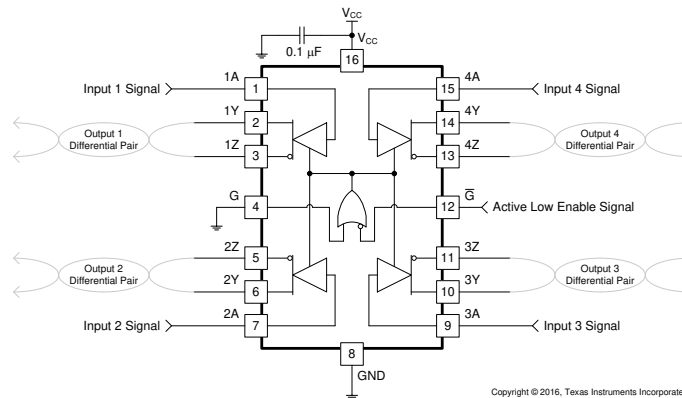 VCC
0.1 μF
VCC
16
Input 1 Signal
1A
1
4A
15
Input 4 Signal
1Y
2
4Y
14
Output 1
Differential Pair
Output 4
Differential Pair
1Z
3
4Z
13
G
4
12
G
Active Low Enable Signal
2Z
5
3Z
11
Output 2
Differential Pair
Output 3
Differential Pair
2Y
6
3Y
10
2A
7
3A
9
Input 2 Signal
Input 3 Signal
8
GND
Copyright © 2016, Texas Instruments Incorporate